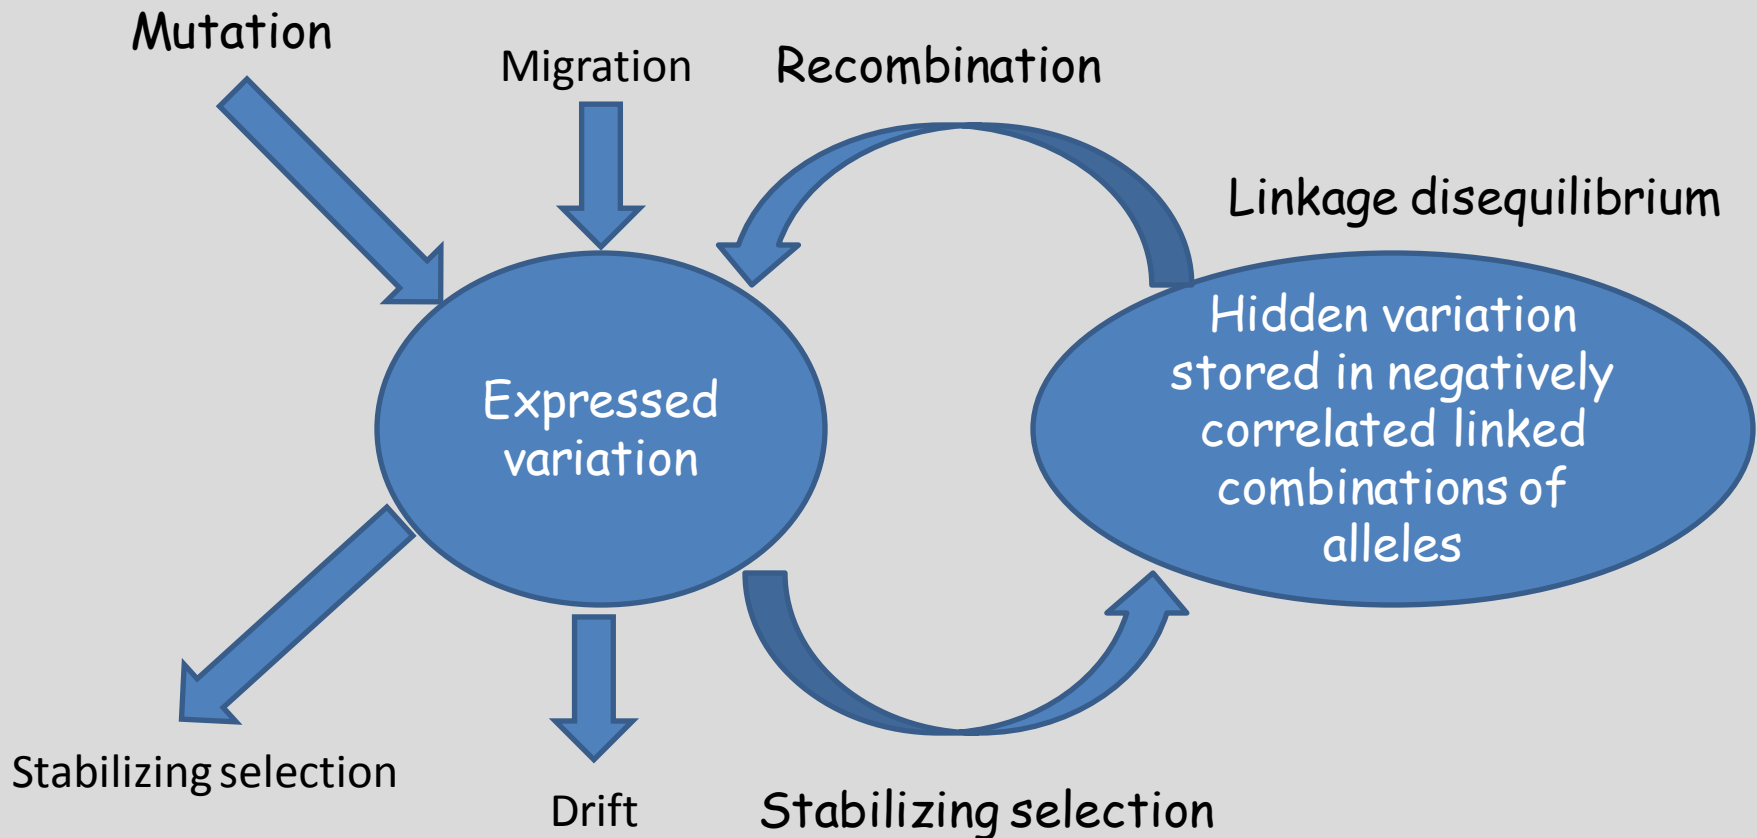 Mutation
Migration
Recombination
Linkage disequilibrium
Expressed
variation
Hidden variation
stored in negatively
correlated linked
combinations of
alleles
Stabilizing selection
Drift
Stabilizing selection